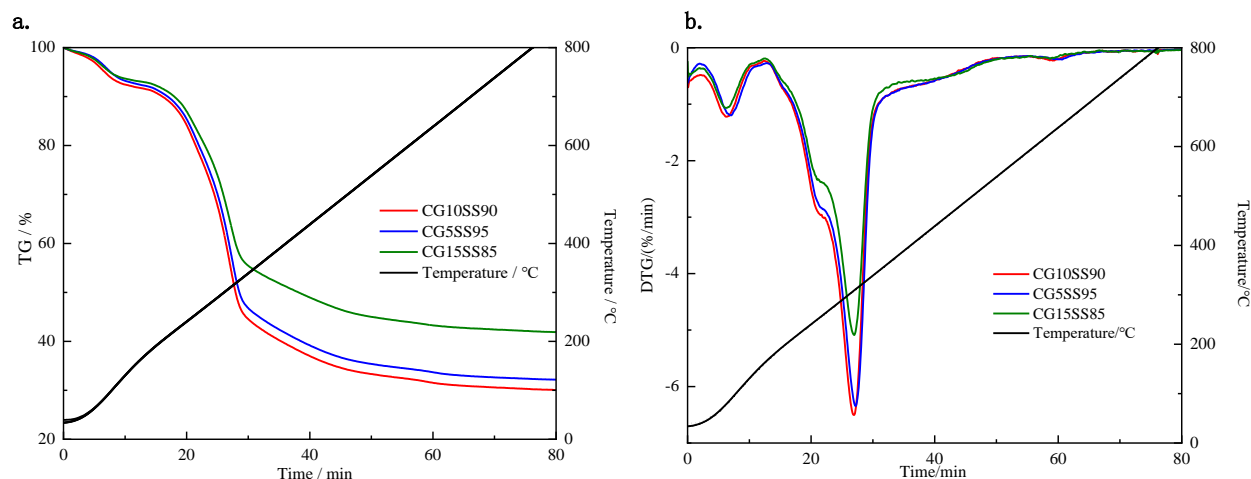 a.
100
80
60
40
20
TG / %
0
20
40
60
80
Time / min
800
600
400
200
0
Temperature / °C
CG10SS90
CG5SS95
CG15SS85
Temperature / °C
b.
0
-2
-4
-6
DTG/(%/min)
0
20
40
60
80
Time/min
800
600
400
200
0
Temperature/°C
CG10SS90
CG5SS95
CG15SS85
Temperature/°C